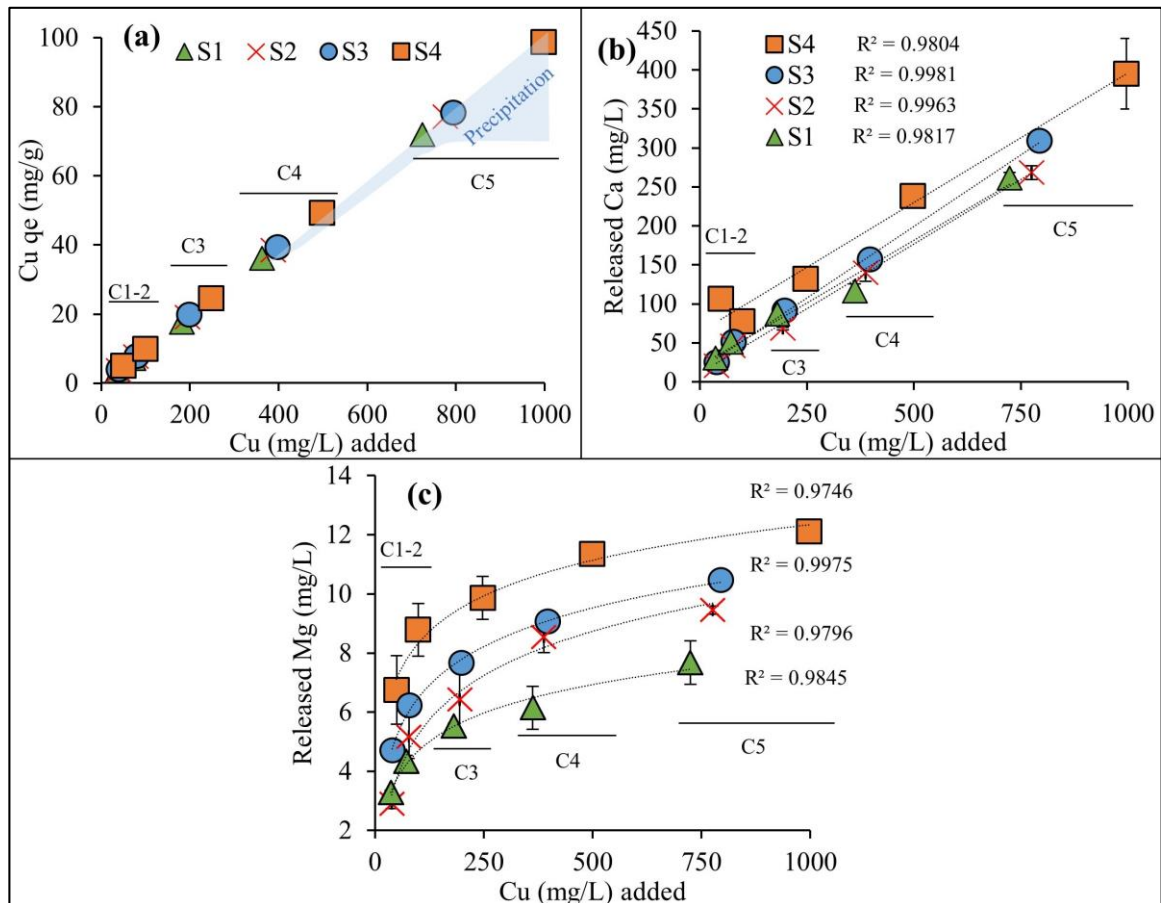 (a)
S1 S2 S3 S4
100
80
60
40
20
0
Cu qe (mg/g)
C1-2
C3
C4
C5
Precipitation
0 200 400 600 800 1000
Cu (mg/L) added
(b)
S4 R² = 0.9804
S3 R² = 0.9981
S2 R² = 0.9963
S1 R² = 0.9817
450
400
350
300
250
200
150
100
50
0
Released Ca (mg/L)
C1-2
C3
C4
C5
0 250 500 750 1000
Cu (mg/L) added
(c)
14
12
10
8
6
4
2
Released Mg (mg/L)
C1-2
C3
C4
C5
R² = 0.9746
R² = 0.9975
R² = 0.9796
R² = 0.9845
0 250 500 750 1000
Cu (mg/L) added